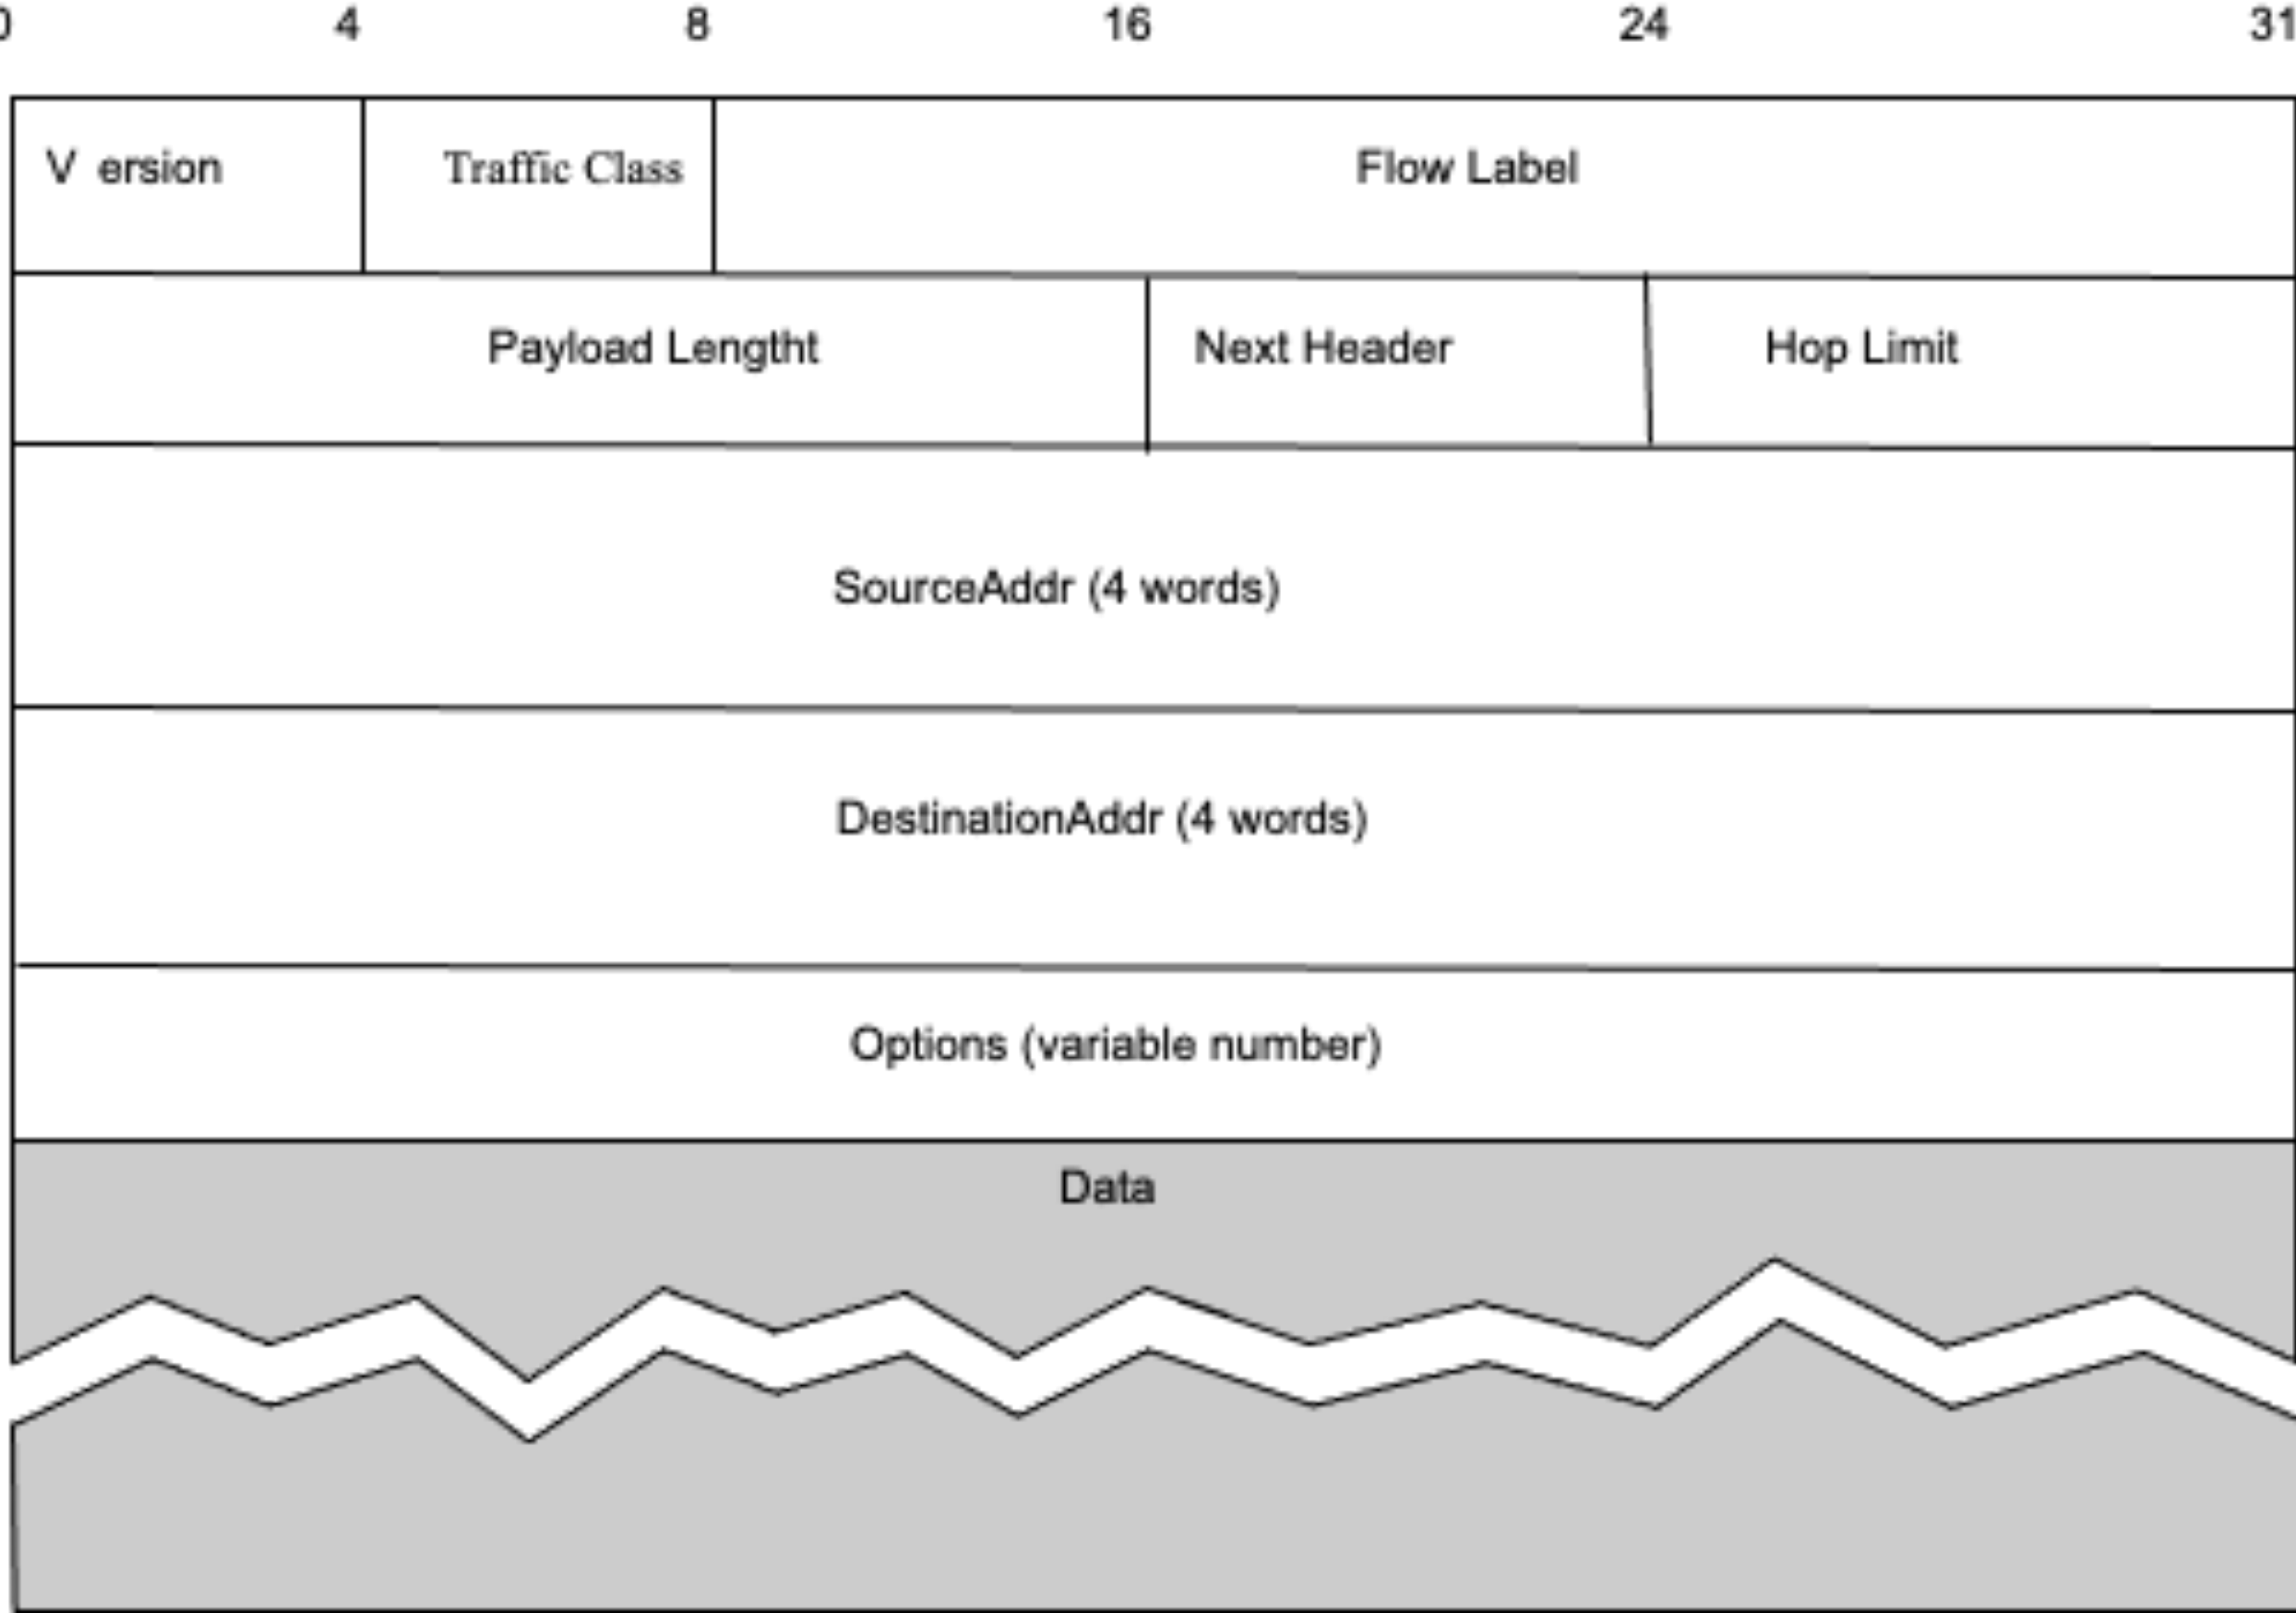 0 4 8 16 24 31
V ersion Traffic Class Flow Label
Payload Lengtht Next Header Hop Limit
SourceAddr (4 words)
DestinationAddr (4 words)
Options (variable number)
Data